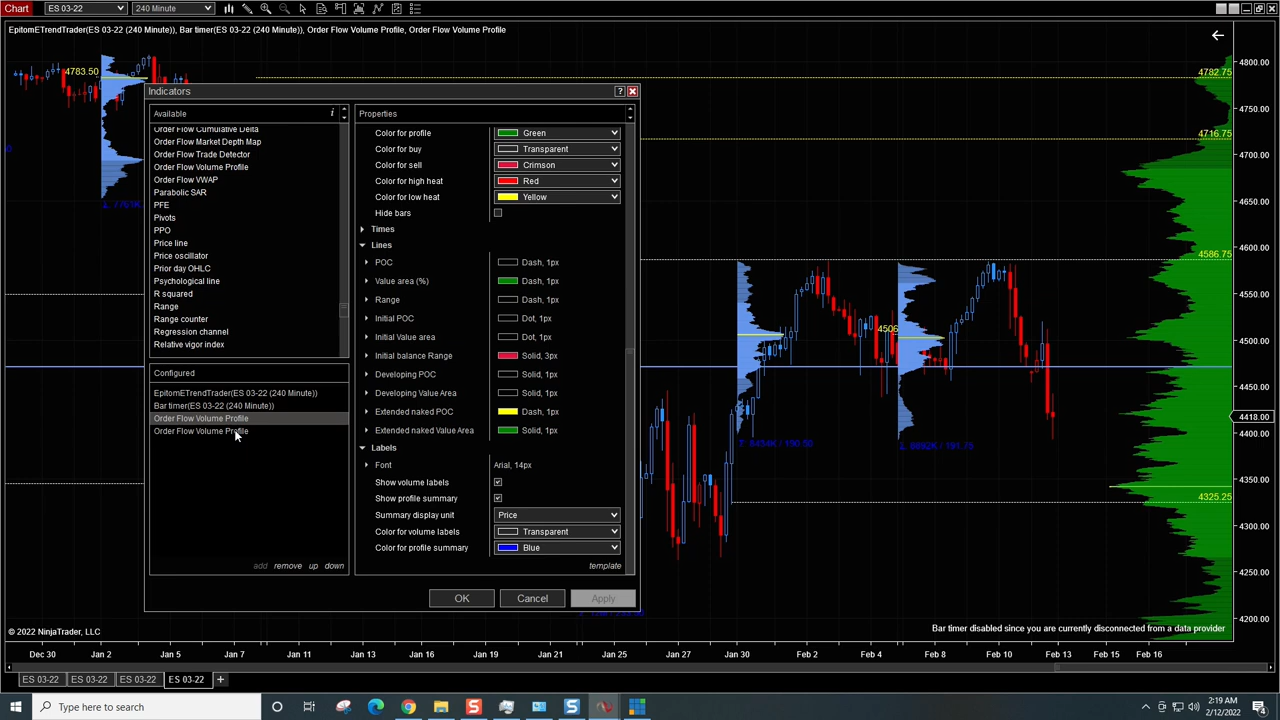 Chart
ES 03-22
240 Minute
EpitomETrendTrader(ES 03-22 (240 Minute)), Bar timer(ES 03-22 (240 Minute)), Order Flow Volume Profile, Order Flow Volume Profile
4783.50
Indicators
?
Available
i
Order Flow Cumulative Delta
Order Flow Market Depth Map
Order Flow Trade Detector
Order Flow Volume Profile
Order Flow VWAP
Parabolic SAR
PFE
Pivots
PPO
Price line
Price oscillator
Prior day OHLC
Psychological line
R squared
Range
Range counter
Regression channel
Relative vigor index
Configured
EpitomETrendTrader(ES 03-22 (240 Minute))
Bar timer(ES 03-22 (240 Minute))
Order Flow Volume Profile
Order Flow Volume Profile
add remove up down
Properties
Color for profile Green
Color for buy Transparent
Color for sell Crimson
Color for high heat Red
Color for low heat Yellow
Hide bars
Times
Lines
POC Dash, 1px
Value area (%) Dash, 1px
Range Dash, 1px
Initial POC Dot, 1px
Initial Value area Dot, 1px
Initial balance Range Solid, 3px
Developing POC Solid, 1px
Developing Value Area Solid, 1px
Extended naked POC Dash, 1px
Extended naked Value Area Solid, 1px
Labels
Font Arial, 14px
Show volume labels
Show profile summary
Summary display unit Price
Color for volume labels Transparent
Color for profile summary Blue
template
OK Cancel Apply
4506
4782.75
4716.75
4586.75
4325.25
4800.00
4750.00
4700.00
4650.00
4600.00
4550.00
4500.00
4450.00
4418.00
4400.00
4350.00
4300.00
4250.00
4200.00
© 2022 NinjaTrader, LLC
Bar timer disabled since you are currently disconnected from a data provider
Dec 30 Jan 2 Jan 5 Jan 7 Jan 11 Jan 13 Jan 17 Jan 19 Jan 21 Jan 25 Jan 27 Jan 30 Feb 2 Feb 4 Feb 8 Feb 10 Feb 13 Feb 15 Feb 16
ES 03-22 ES 03-22 ES 03-22 ES 03-22 +
Type here to search
2:19 AM
2/12/2022
4